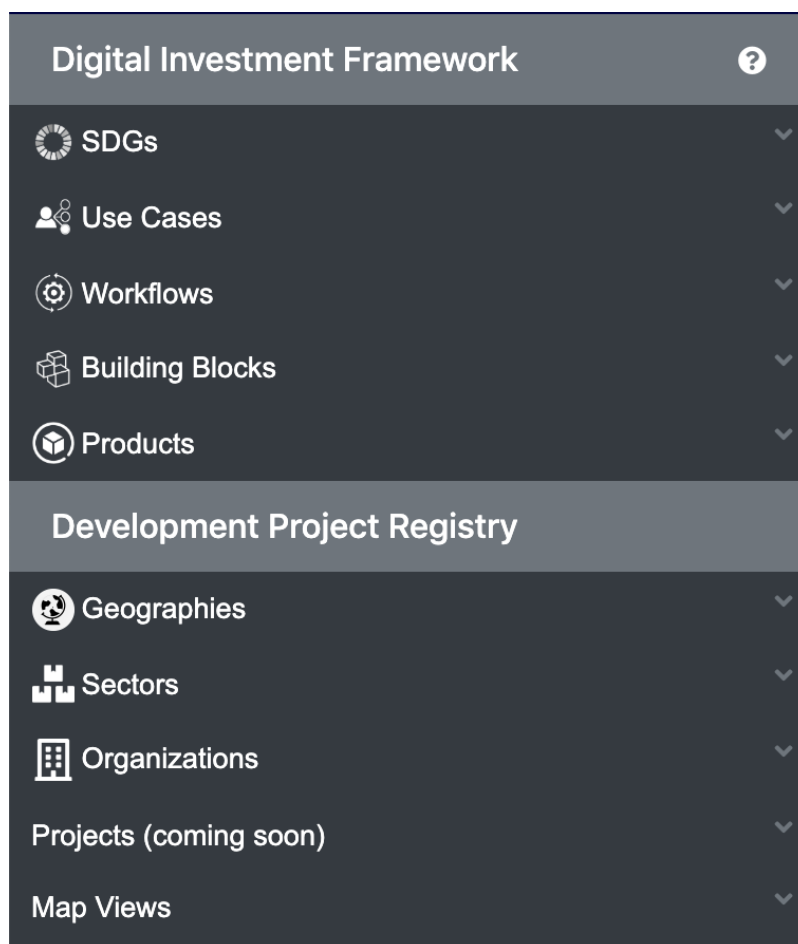 Digital Investment Framework
SDGs
Use Cases
Workflows
Building Blocks
Products
Development Project Registry
Geographies
Sectors
Organizations
Projects (coming soon)
Map Views